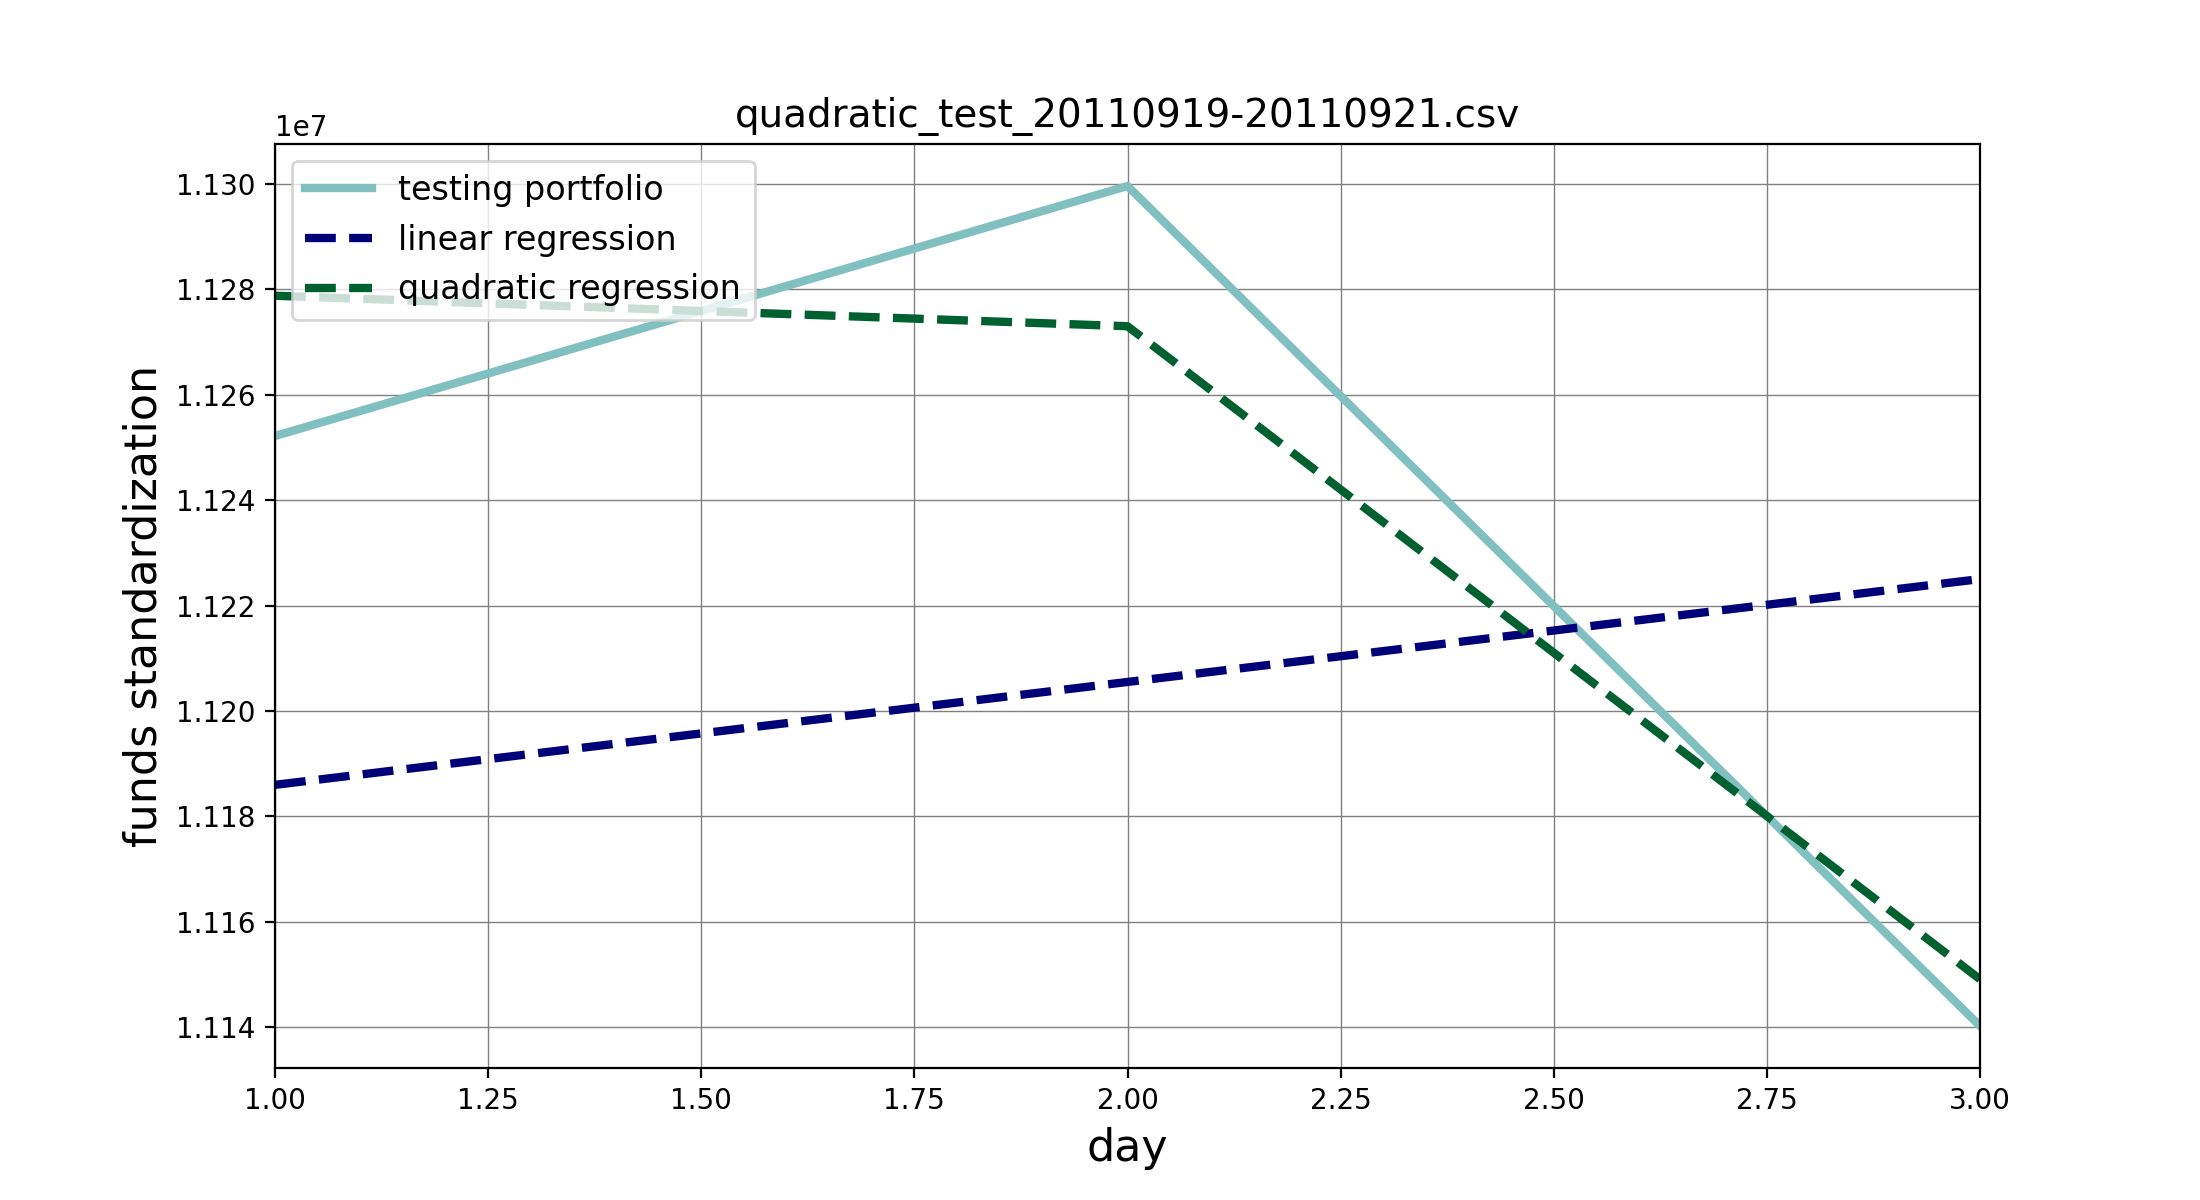 quadratic_test_20110919-20110921.csv
1e7
testing portfolio
linear regression
quadratic regression
1.130
1.128
1.126
1.124
1.122
1.120
1.118
1.116
1.114
funds standardization
1.00 1.25 1.50 1.75 2.00 2.25 2.50 2.75 3.00
day